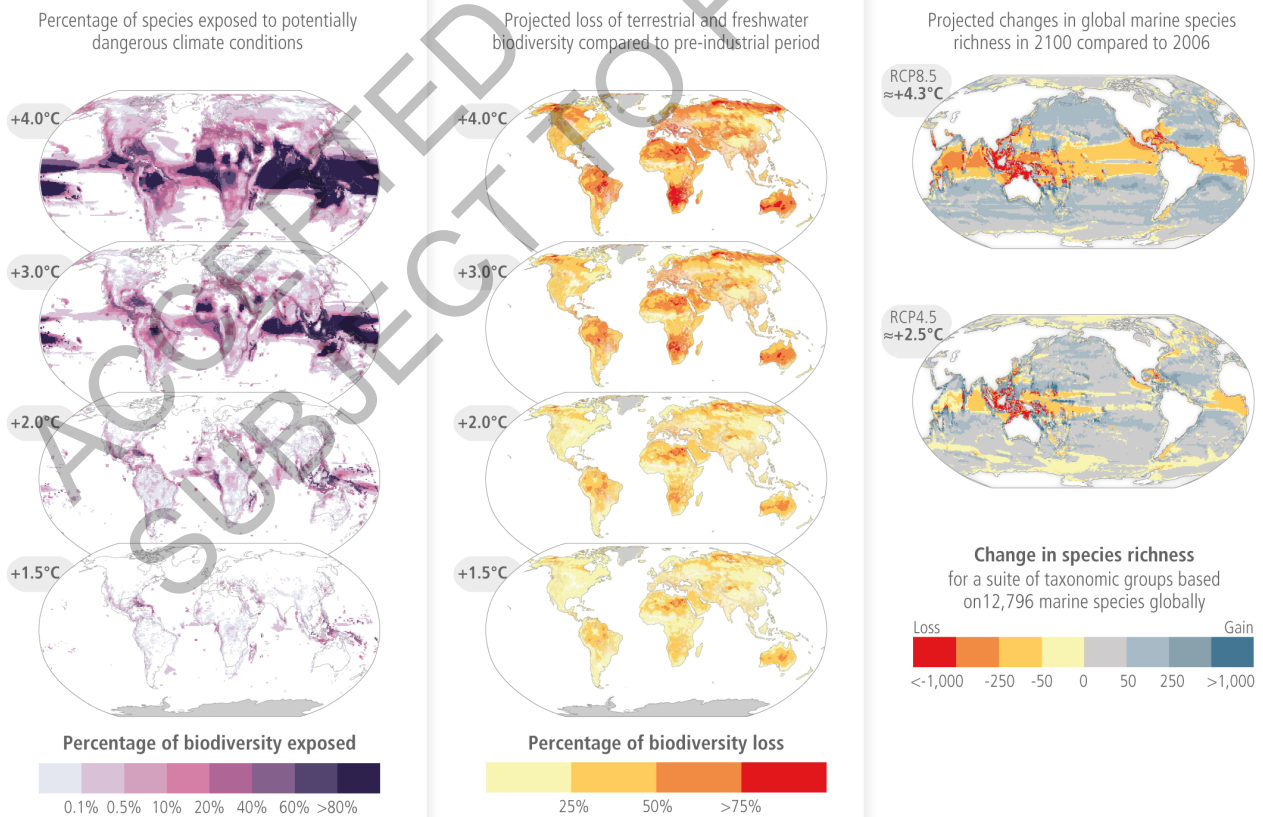 Percentage of species exposed to potentially
dangerous climate conditions
+4.0°C
+3.0°C
+2.0°C
+1.5°C
Percentage of biodiversity exposed
0.1% 0.5% 10% 20% 40% 60% >80%
Projected loss of terrestrial and freshwater
biodiversity compared to pre-industrial period
+4.0°C
+3.0°C
+2.0°C
+1.5°C
Percentage of biodiversity loss
25% 50% >75%
Projected changes in global marine species
richness in 2100 compared to 2006
RCP8.5
≈+4.3°C
RCP4.5
≈+2.5°C
Change in species richness
for a suite of taxonomic groups based
on12,796 marine species globally
Loss Gain
<-1,000 -250 -50 0 50 250 >1,000
ACCEPTED
SUBJECT TO